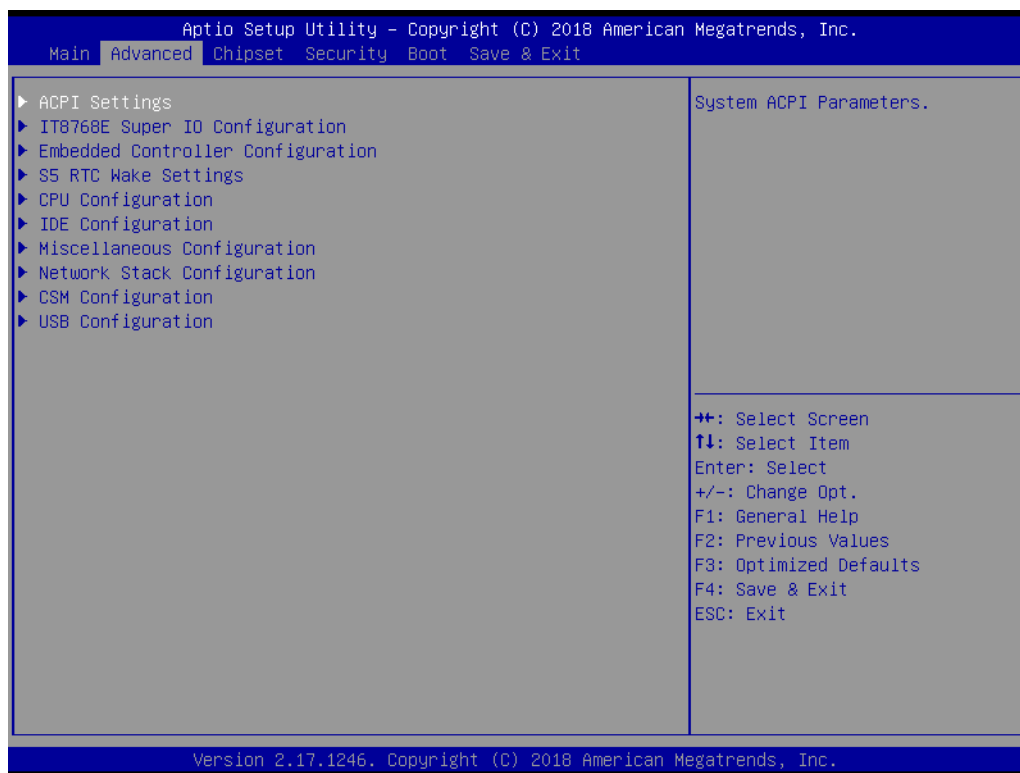 Aptio Setup Utility – Copyright (C) 2018 American Megatrends, Inc.
Main Advanced Chipset Security Boot Save & Exit
ACPI Settings
IT8768E Super IO Configuration
Embedded Controller Configuration
S5 RTC Wake Settings
CPU Configuration
IDE Configuration
Miscellaneous Configuration
Network Stack Configuration
CSM Configuration
USB Configuration
System ACPI Parameters.
→←: Select Screen
↑↓: Select Item
Enter: Select
+/-: Change Opt.
F1: General Help
F2: Previous Values
F3: Optimized Defaults
F4: Save & Exit
ESC: Exit
Version 2.17.1246. Copyright (C) 2018 American Megatrends, Inc.